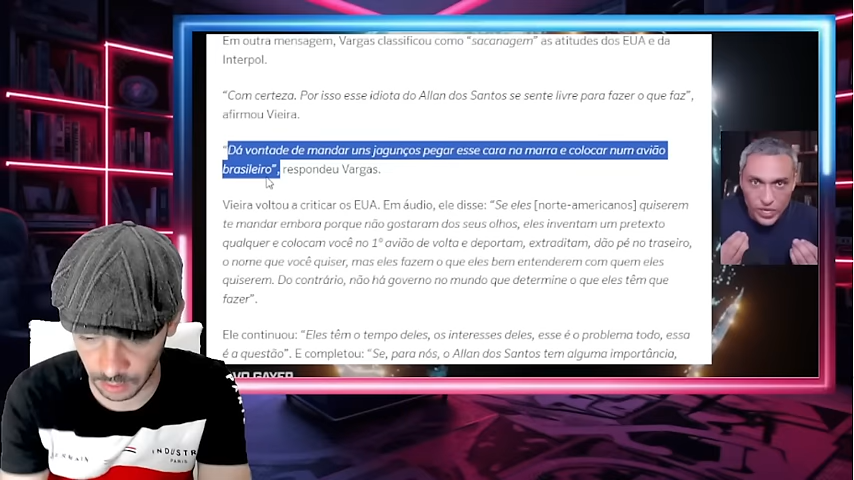 Em outra mensagem, Vargas classificou como “sacanagem” as atitudes dos EUA e da
Interpol.
“Com certeza. Por isso esse idiota do Allan dos Santos se sente livre para fazer o que faz”,
afirmou Vieira.
“Dá vontade de mandar uns jagunços pegar esse cara na marra e colocar num avião
brasileiro”, respondeu Vargas.
Vieira voltou a criticar os EUA. Em áudio, ele disse: “Se eles [norte-americanos] quiserem
te mandar embora porque não gostaram dos seus olhos, eles inventam um pretexto
qualquer e colocam você no 1º avião de volta e deportam, extraditam, dão pé no traseiro,
o nome que você quiser, mas eles fazem o que eles bem entenderem com quem eles
quiserem. Do contrário, não há governo no mundo que determine o que eles têm que
fazer”.
Ele continuou: “Eles têm o tempo deles, os interesses deles, esse é o problema todo, essa
é a questão”. E completou: “Se, para nós, o Allan dos Santos tem alguma importância,
GAYER
INDUSTR
PARIS